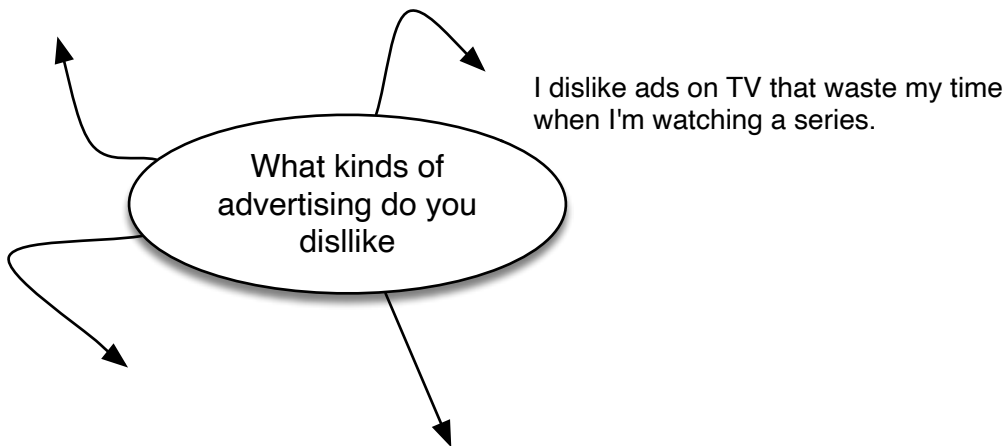 I dislike ads on TV that waste my time
when I'm watching a series.
What kinds of
advertising do you
disllike